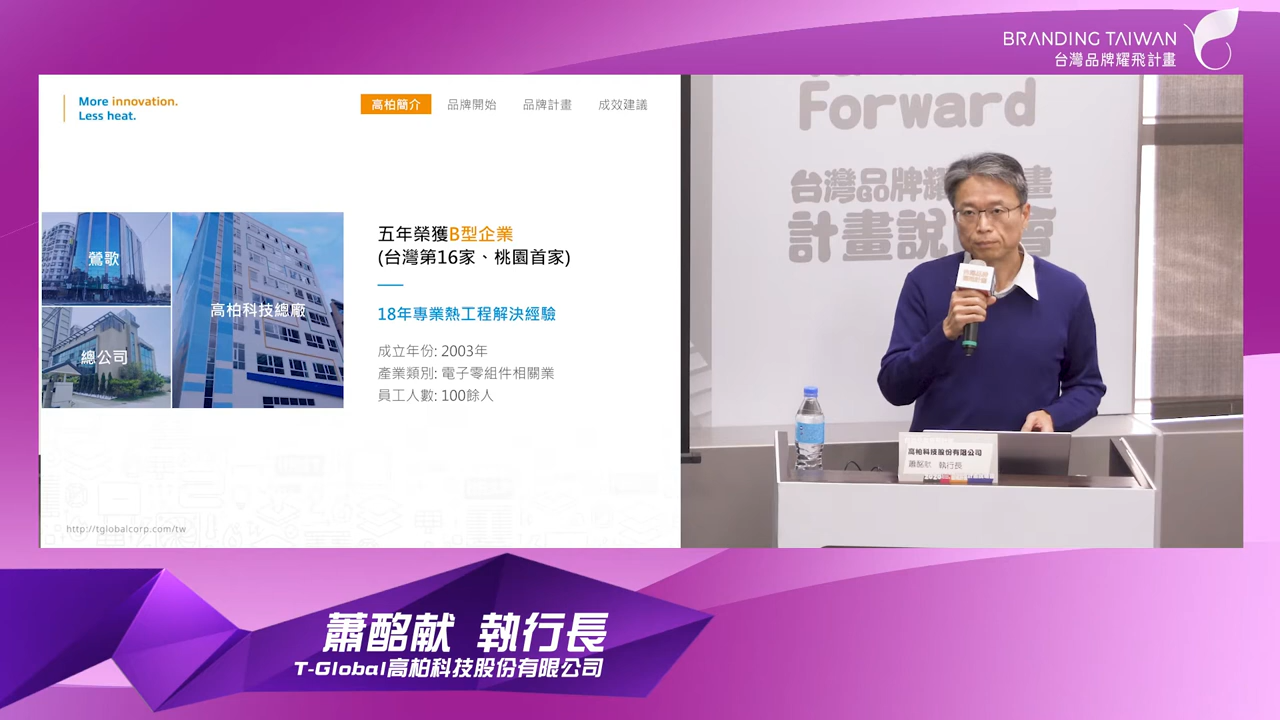 BRANDING TAIWAN
台灣品牌耀飛計畫
More innovation.
Less heat.
高柏簡介 品牌開始 品牌計畫 成效建議
鶯歌
高柏科技總廠
總公司
五年榮獲B型企業
(台灣第16家、桃園首家)
18年專業熱工程解決經驗
成立年份: 2003年
產業類別: 電子零組件相關業
員工人數: 100餘人
http://tglobalcorp.com/tw
Forward
台灣品牌耀 畫
計畫說 會
高柏科技股份有限公司
蕭酩献 執行長
蕭酩献 執行長
T-Global高柏科技股份有限公司